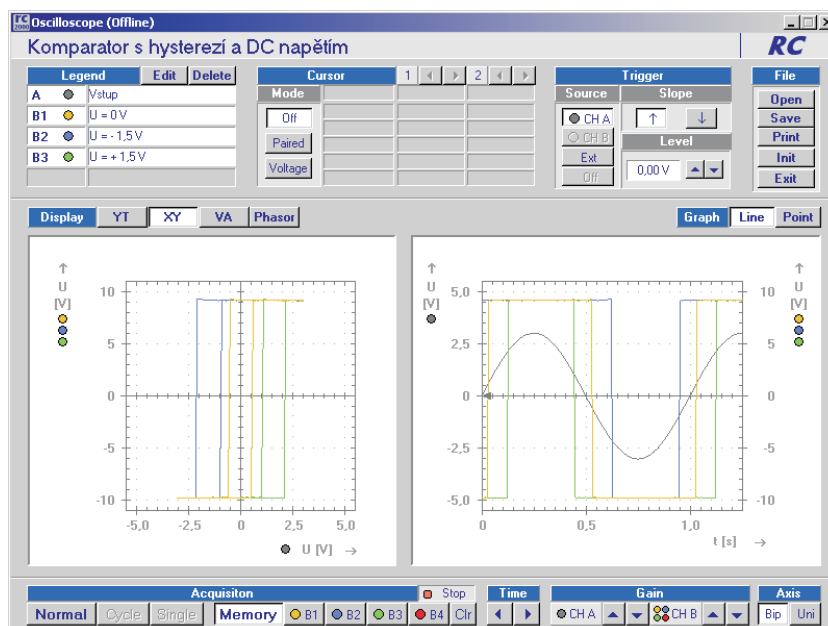 rc 2000 Oscilloscope (Offline)
Komparator s hysterezí a DC napětím
RC
Legend Edit Delete
A Vstup
B1 U = 0 V
B2 U = - 1,5 V
B3 U = + 1,5 V
Cursor 1 2
Mode
Off
Paired
Voltage
Trigger
Source Slope
CH A ↑ ↓
CH B Level
Ext 0,00 V
Off
File
Open
Save
Print
Init
Exit
Display YT XY VA Phasor
Graph Line Point
↑
U
[V]
10
5
0
-5
-10
-5,0 -2,5 0 2,5 5,0
U [V] →
↑
U
[V]
5,0
2,5
0
-2,5
-5,0
0 0,5 1,0
t [s] →
↑
U
[V]
10
5
0
-5
-10
Acquisiton Stop
Normal Cycle Single Memory B1 B2 B3 B4 Clr
Time
Gain
CH A CH B
Axis
Bip Uni